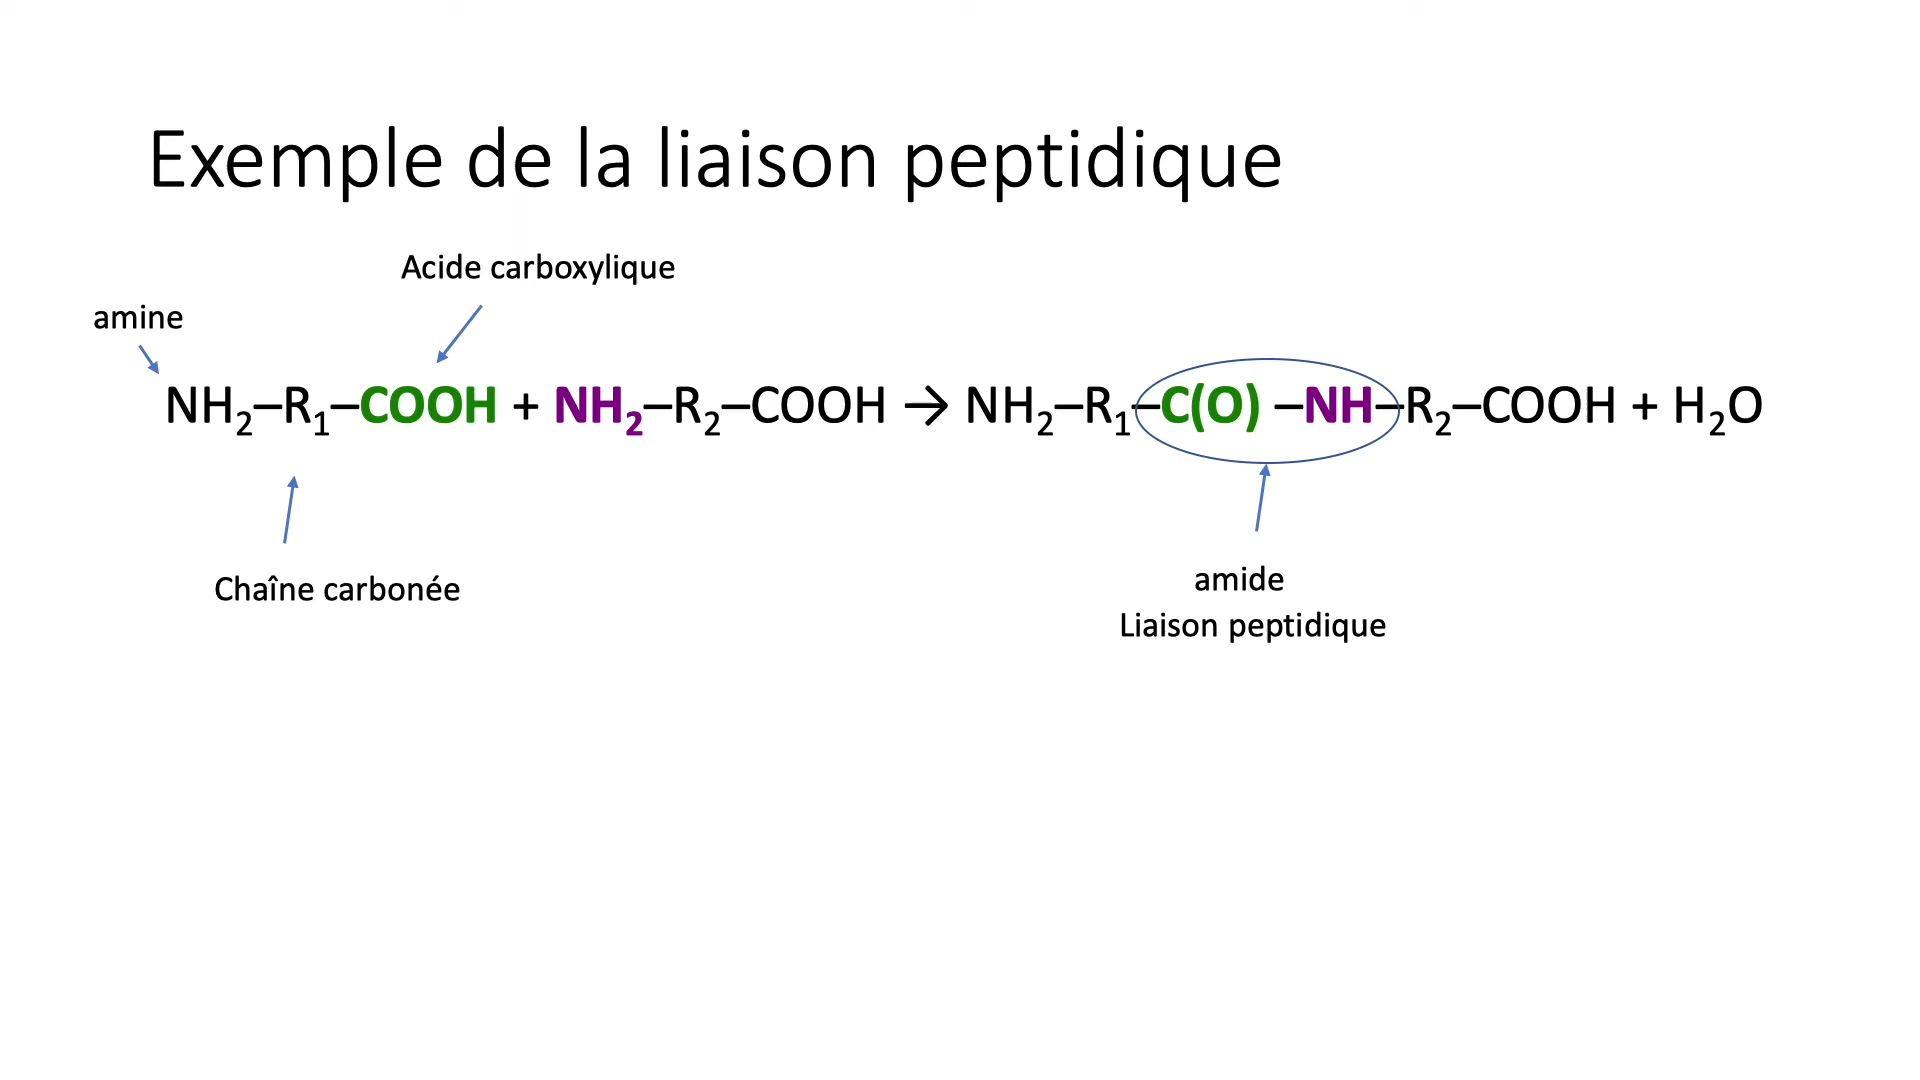 Exemple de la liaison peptidique
Acide carboxylique
amine
NH₂–R₁–COOH + NH₂–R₂–COOH → NH₂–R₁–C(O) –NH–R₂–COOH + H₂O
Chaîne carbonée
amide
Liaison peptidique